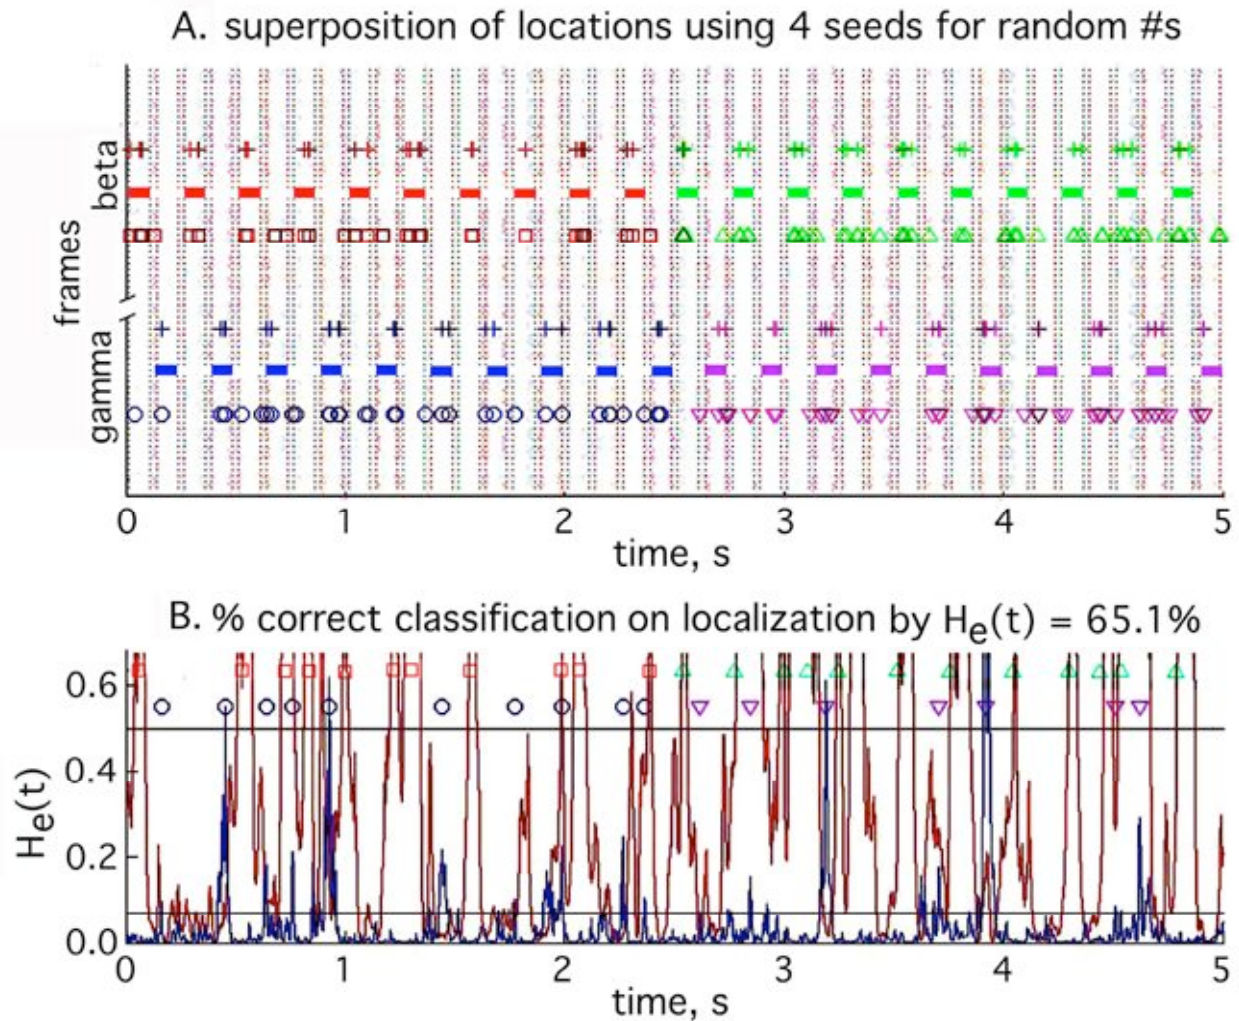 A. superposition of locations using 4 seeds for random #s
beta
frames
gamma
0 1 2 3 4 5
time, s
B. % correct classification on localization by He(t) = 65.1%
0.6
0.4
0.2
0.0
He(t)
0 1 2 3 4 5
time, s